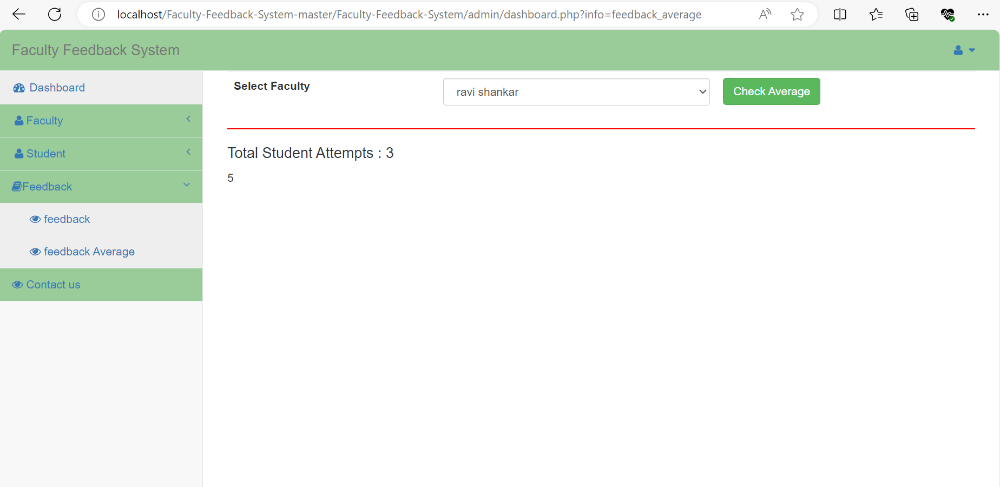 localhost/Faculty-Feedback-System-master/Faculty-Feedback-System/admin/dashboard.php?info=feedback_average
Faculty Feedback System
Dashboard
Faculty
Student
Feedback
feedback
feedback Average
Contact us
Select Faculty
ravi shankar
Check Average
Total Student Attempts : 3
5